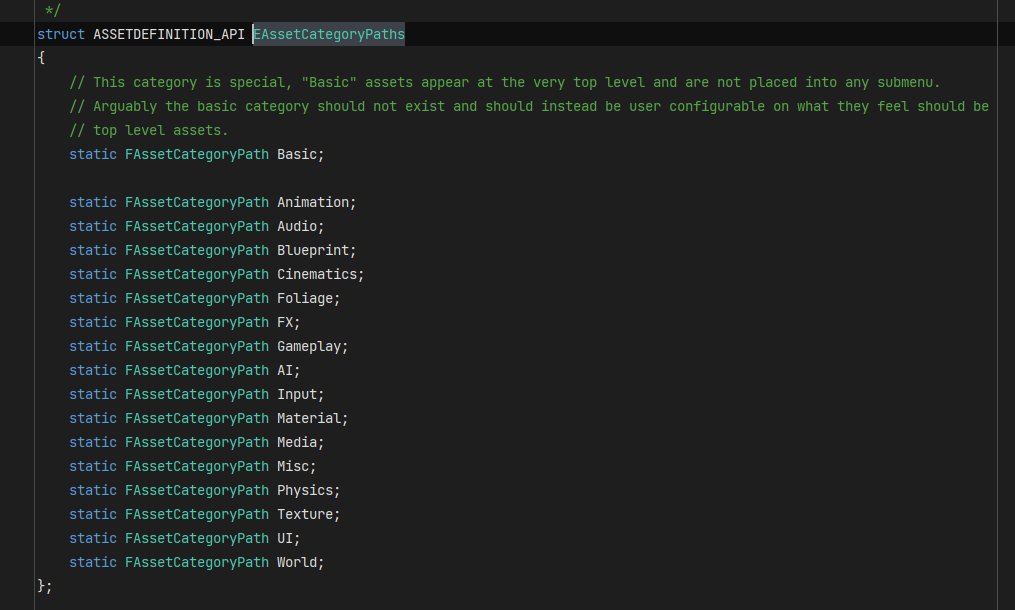 */
struct ASSETDEFINITION_API EAssetCategoryPaths
{
// This category is special, "Basic" assets appear at the very top level and are not placed into any submenu.
// Arguably the basic category should not exist and should instead be user configurable on what they feel should be
// top level assets.
static FAssetCategoryPath Basic;
static FAssetCategoryPath Animation;
static FAssetCategoryPath Audio;
static FAssetCategoryPath Blueprint;
static FAssetCategoryPath Cinematics;
static FAssetCategoryPath Foliage;
static FAssetCategoryPath FX;
static FAssetCategoryPath Gameplay;
static FAssetCategoryPath AI;
static FAssetCategoryPath Input;
static FAssetCategoryPath Material;
static FAssetCategoryPath Media;
static FAssetCategoryPath Misc;
static FAssetCategoryPath Physics;
static FAssetCategoryPath Texture;
static FAssetCategoryPath UI;
static FAssetCategoryPath World;
};